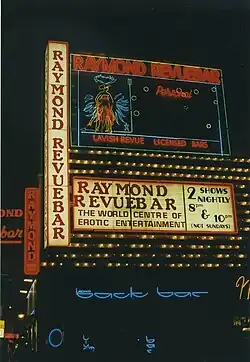 RAYMOND REVUEBAR
RAYMOND REVUEBAR
LAVISH REVUE LICENSED BARS
RAYMOND
REVUEBAR
THE WORLD CENTRE OF
EROTIC ENTERTAINMENT
2 SHOWS
NIGHTLY
8PM
& 10PM
(NOT SUNDAYS)
back bar